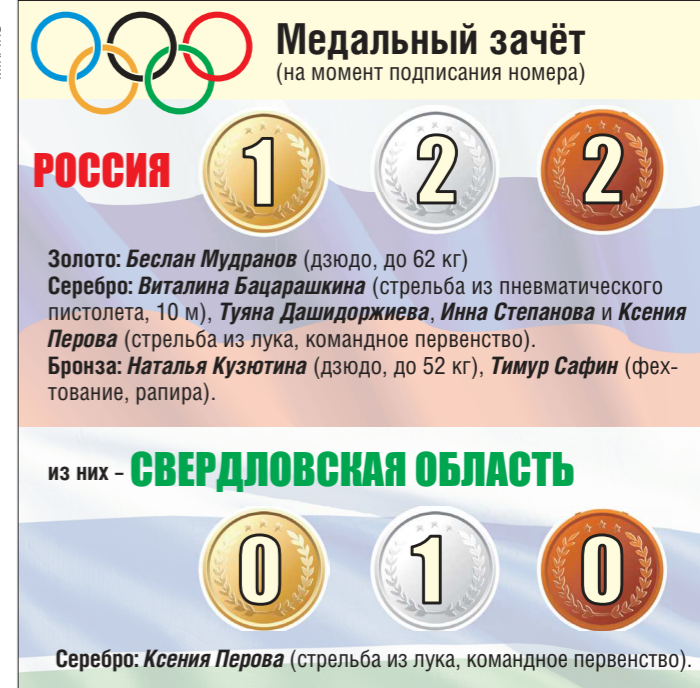 Медальный зачёт
(на момент подписания номера)
РОССИЯ
1 2 2
Золото: Беслан Мудранов (дзюдо, до 62 кг)
Серебро: Виталина Бацарашкина (стрельба из пневматического
пистолета, 10 м), Туяна Дашидоржиева, Инна Степанова и Ксения
Перова (стрельба из лука, командное первенство).
Бронза: Наталья Кузютина (дзюдо, до 52 кг), Тимур Сафин (фех-
тование, рапира).
из них – СВЕРДЛОВСКАЯ ОБЛАСТЬ
0 1 0
Серебро: Ксения Перова (стрельба из лука, командное первенство).